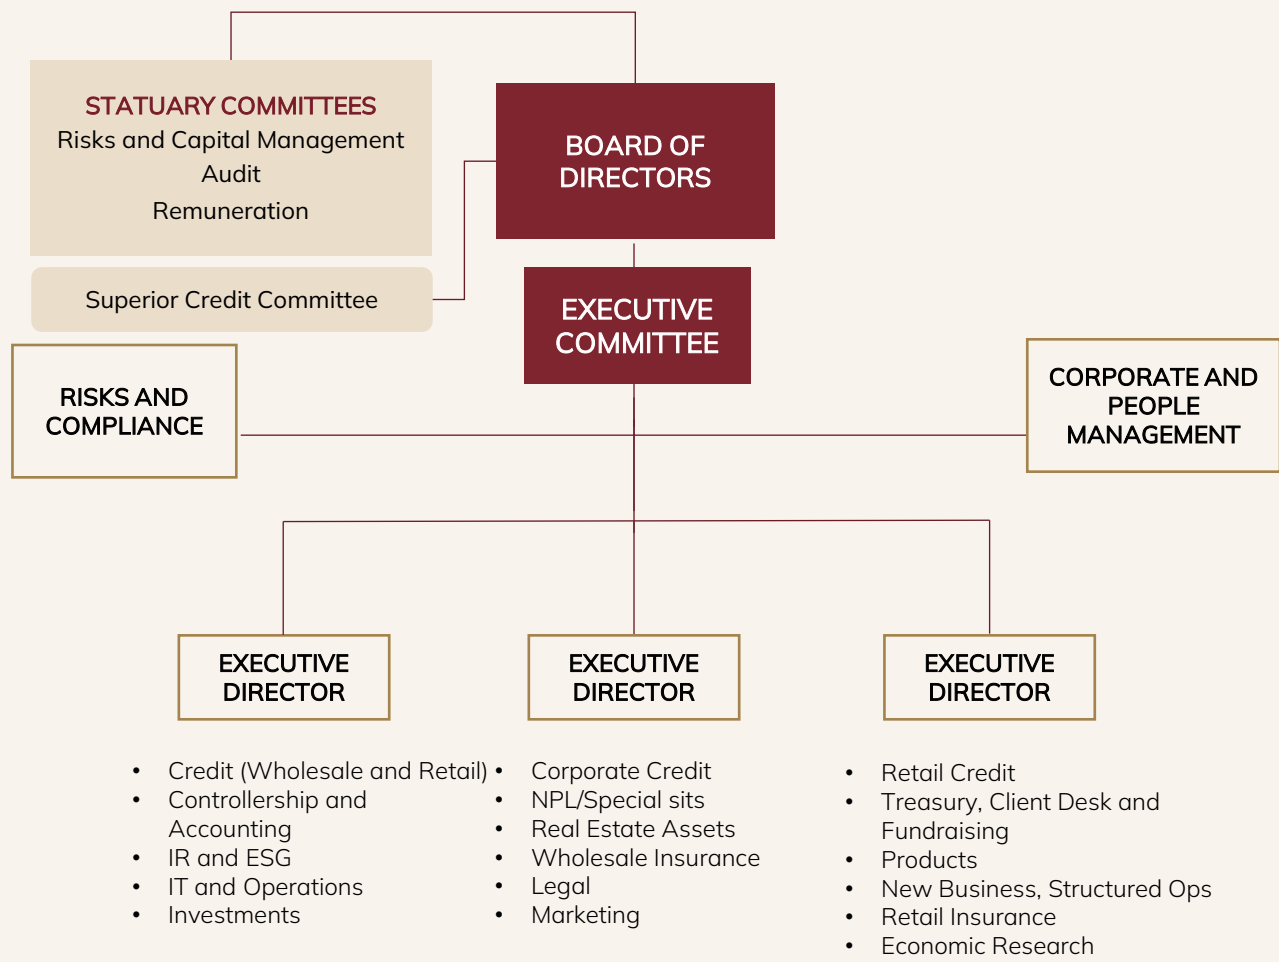 STATUARY COMMITTEES
Risks and Capital Management
Audit
Remuneration
Superior Credit Committee
BOARD OF
DIRECTORS
EXECUTIVE
COMMITTEE
RISKS AND
COMPLIANCE
CORPORATE AND
PEOPLE
MANAGEMENT
EXECUTIVE
DIRECTOR
• Credit (Wholesale and Retail)
• Controllership and
Accounting
• IR and ESG
• IT and Operations
• Investments
EXECUTIVE
DIRECTOR
• Corporate Credit
• NPL/Special sits
• Real Estate Assets
• Wholesale Insurance
• Legal
• Marketing
EXECUTIVE
DIRECTOR
• Retail Credit
• Treasury, Client Desk and
Fundraising
• Products
• New Business, Structured Ops
• Retail Insurance
• Economic Research